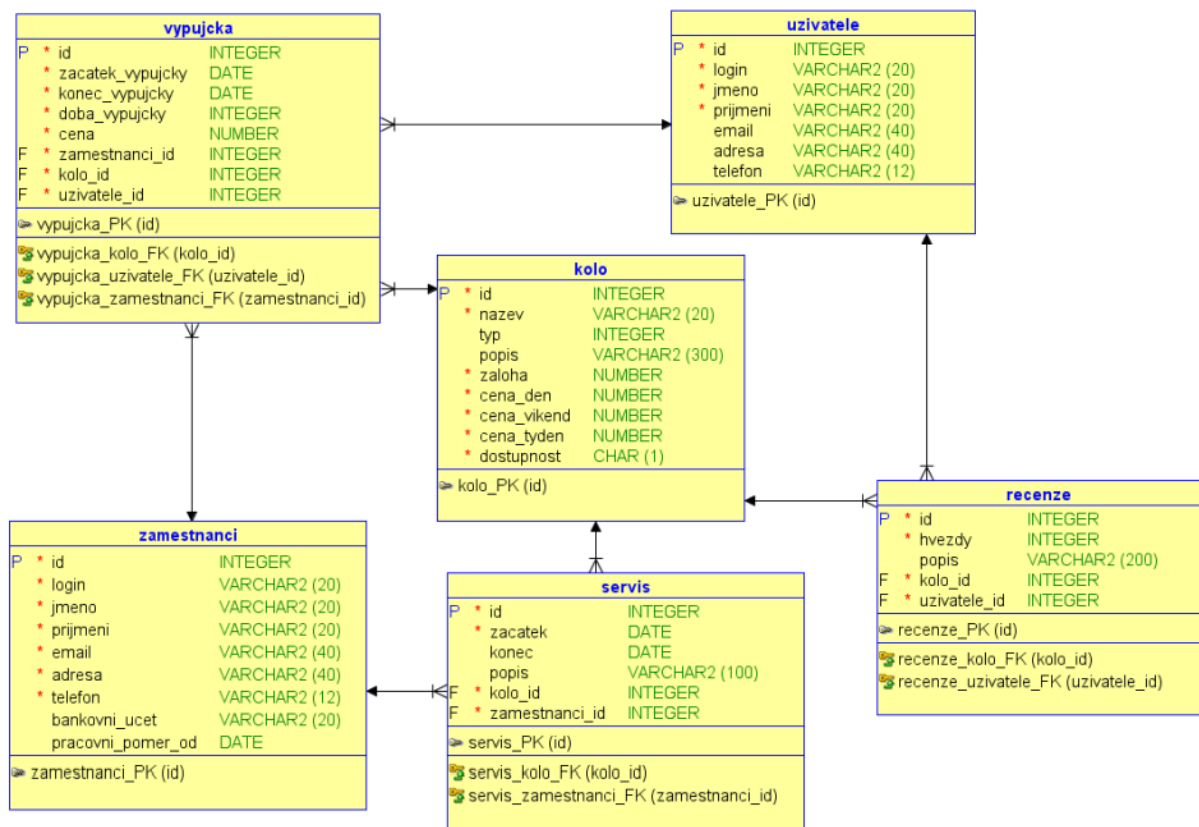 vypujcka
P * id INTEGER
* zacatek_vypujcky DATE
* konec_vypujcky DATE
* doba_vypujcky INTEGER
* cena NUMBER
F * zamestnanci_id INTEGER
F * kolo_id INTEGER
F * uzivatele_id INTEGER
vypujcka_PK (id)
vypujcka_kolo_FK (kolo_id)
vypujcka_uzivatele_FK (uzivatele_id)
vypujcka_zamestnanci_FK (zamestnanci_id)
uzivatele
P * id INTEGER
* login VARCHAR2 (20)
* jmeno VARCHAR2 (20)
* prijmeni VARCHAR2 (20)
email VARCHAR2 (40)
adresa VARCHAR2 (40)
telefon VARCHAR2 (12)
uzivatele_PK (id)
kolo
P * id INTEGER
* nazev VARCHAR2 (20)
typ INTEGER
popis VARCHAR2 (300)
* zaloha NUMBER
* cena_den NUMBER
* cena_vikend NUMBER
* cena_tyden NUMBER
* dostupnost CHAR (1)
kolo_PK (id)
recenze
P * id INTEGER
* hvezdy INTEGER
popis VARCHAR2 (200)
F * kolo_id INTEGER
F * uzivatele_id INTEGER
recenze_PK (id)
recenze_kolo_FK (kolo_id)
recenze_uzivatele_FK (uzivatele_id)
zamestnanci
P * id INTEGER
* login VARCHAR2 (20)
* jmeno VARCHAR2 (20)
* prijmeni VARCHAR2 (20)
* email VARCHAR2 (40)
* adresa VARCHAR2 (40)
* telefon VARCHAR2 (12)
bankovni_ucet VARCHAR2 (20)
pracovni_pomer_od DATE
zamestnanci_PK (id)
servis
P * id INTEGER
* zacatek DATE
konec DATE
popis VARCHAR2 (100)
F * kolo_id INTEGER
F * zamestnanci_id INTEGER
servis_PK (id)
servis_kolo_FK (kolo_id)
servis_zamestnanci_FK (zamestnanci_id)